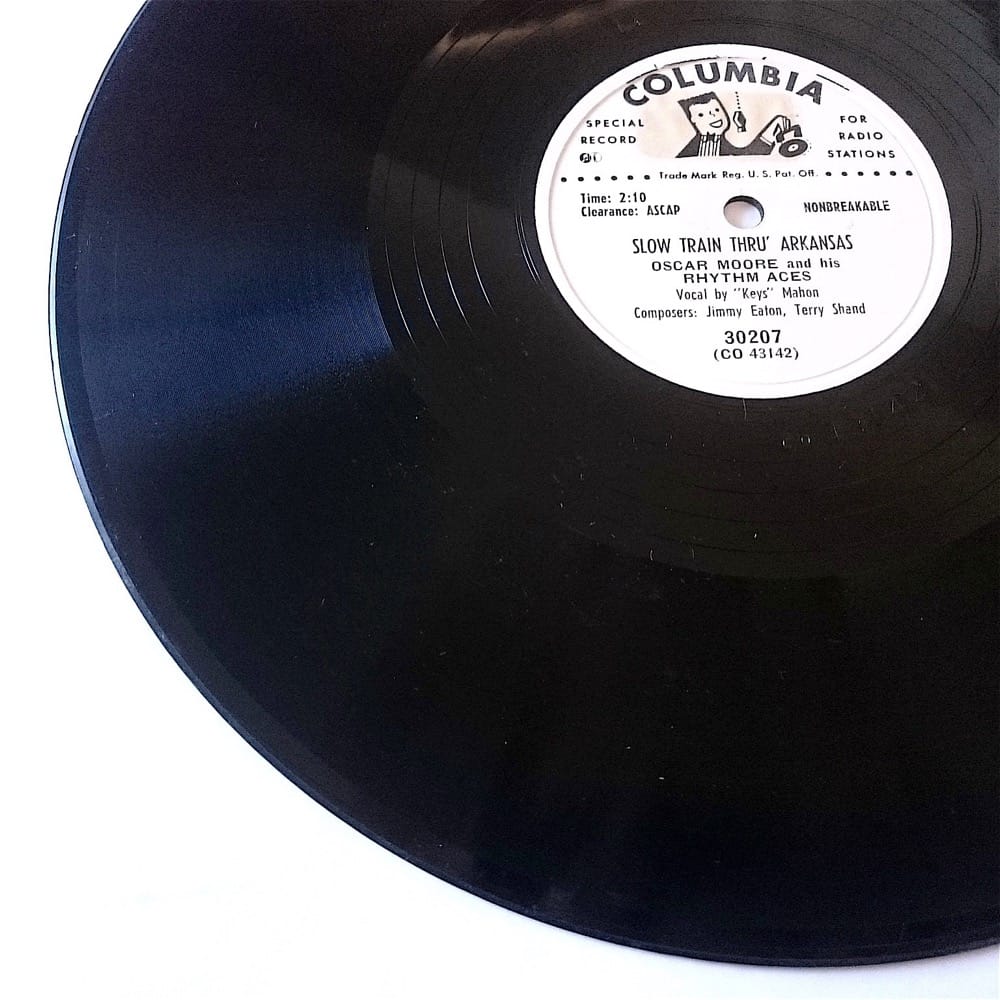 COLUMBIA
SPECIAL
RECORD
FOR
RADIO
STATIONS
Trade Mark Reg. U. S. Pat. Off.
Time: 2:10
Clearance: ASCAP
NONBREAKABLE
SLOW TRAIN THRU' ARKANSAS
OSCAR MOORE and his
RHYTHM ACES
Vocal by "Keys" Mahon
Composers: Jimmy Eaton, Terry Shand
30207
(CO 43142)